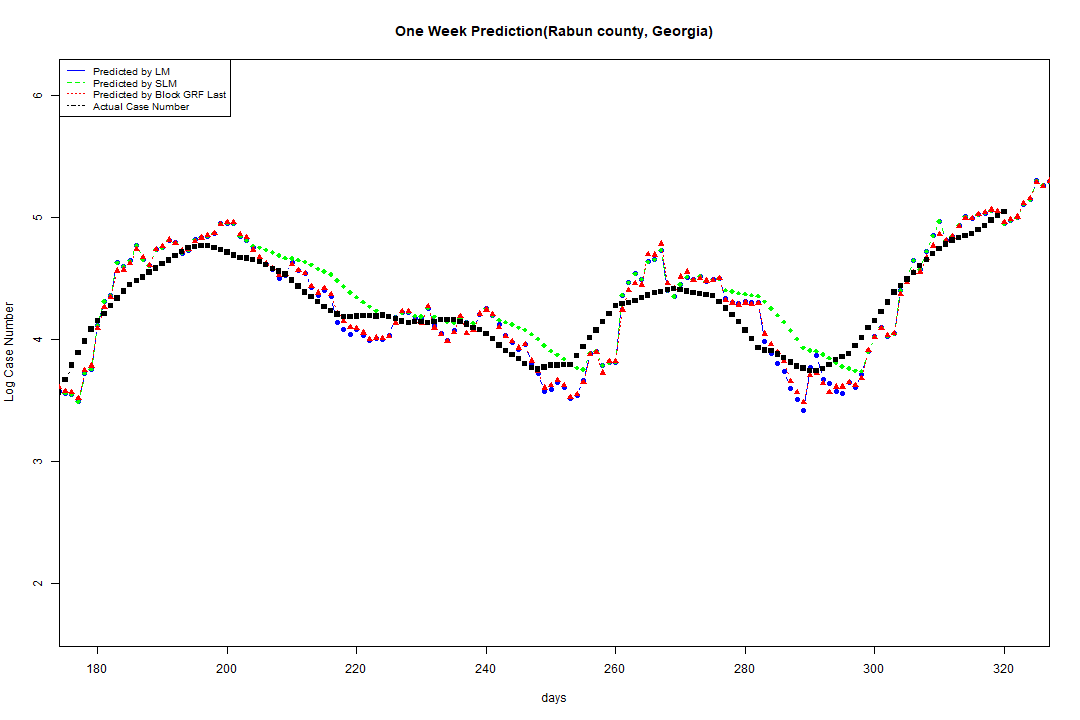 One Week Prediction(Rabun county, Georgia)
Predicted by LM
Predicted by SLM
Predicted by Block GRF Last
Actual Case Number
6
5
4
3
2
Log Case Number
180 200 220 240 260 280 300 320
days